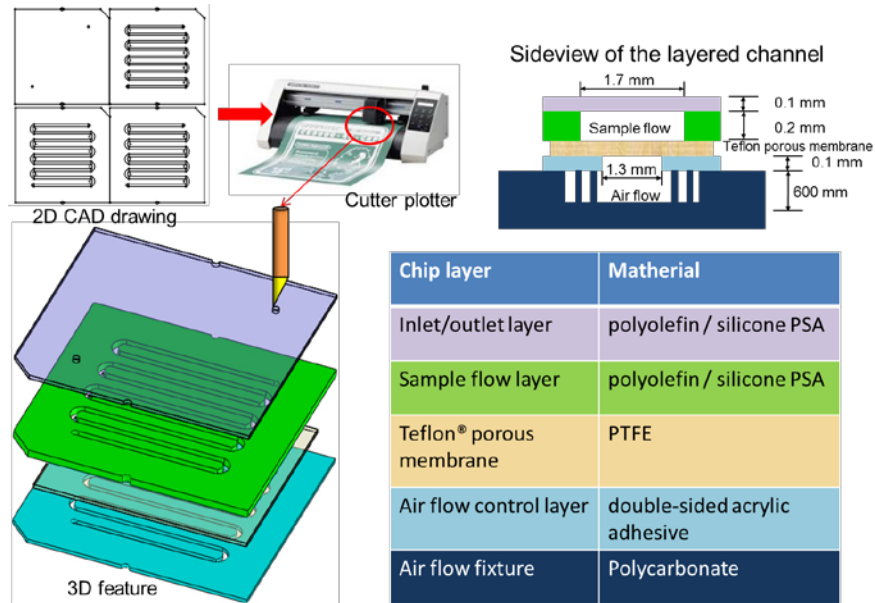 Sideview of the layered channel
1.7 mm
0.1 mm
Sample flow
0.2 mm
Teflon porous membrane
0.1 mm
1.3 mm
Air flow
600 mm
2D CAD drawing
Cutter plotter
3D feature
Chip layer Matherial
Inlet/outlet layer polyolefin / silicone PSA
Sample flow layer polyolefin / silicone PSA
Teflon® porous PTFE
membrane
Air flow control layer double-sided acrylic
adhesive
Air flow fixture Polycarbonate